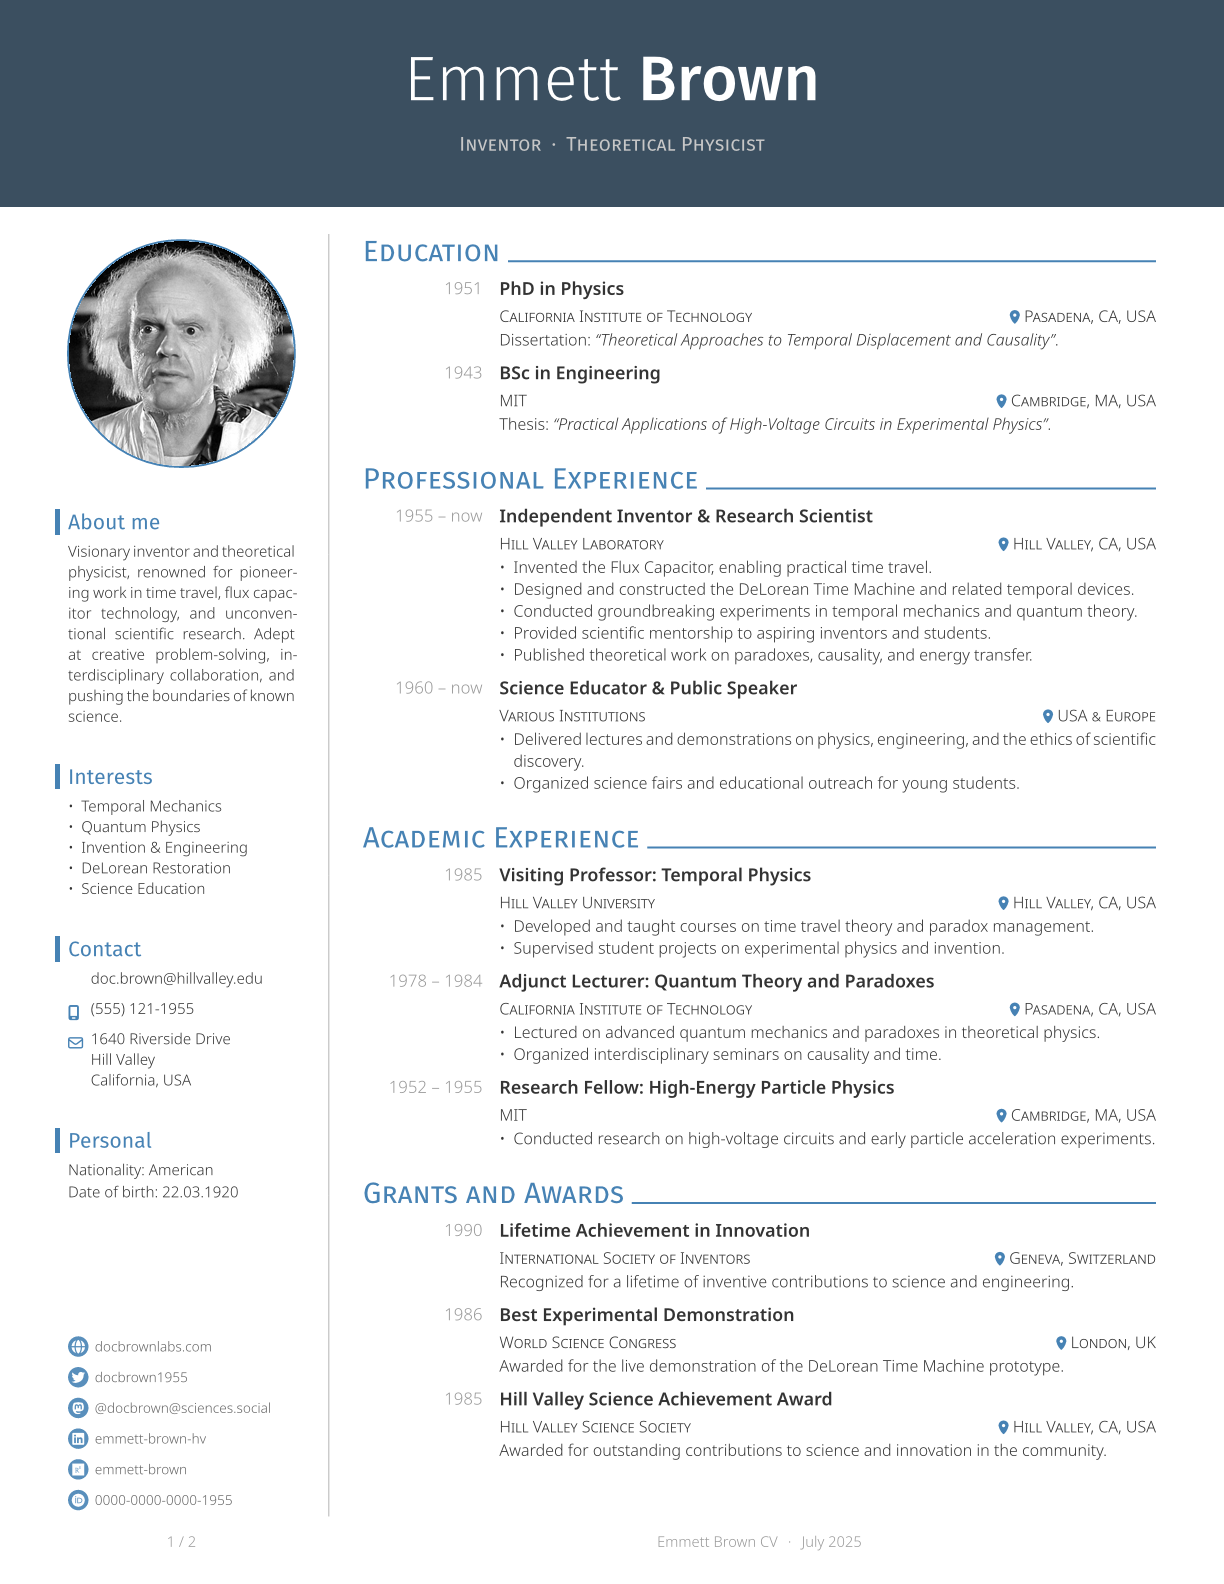 Emmett Brown
Inventor · Theoretical Physicist
About me
Visionary inventor and theoretical
physicist, renowned for pioneer-
ing work in time travel, flux capac-
itor technology, and unconven-
tional scientific research. Adept
at creative problem-solving, in-
terdisciplinary collaboration, and
pushing the boundaries of known
science.
Interests
• Temporal Mechanics
• Quantum Physics
• Invention & Engineering
• DeLorean Restoration
• Science Education
Contact
doc.brown@hillvalley.edu
(555) 121-1955
1640 Riverside Drive
Hill Valley
California, USA
Personal
Nationality: American
Date of birth: 22.03.1920
docbrownlabs.com
docbrown1955
@docbrown@sciences.social
emmett-brown-hv
emmett-brown
0000-0000-0000-1955
Education
1951 PhD in Physics
California Institute of Technology Pasadena, CA, USA
Dissertation: “Theoretical Approaches to Temporal Displacement and Causality”.
1943 BSc in Engineering
MIT Cambridge, MA, USA
Thesis: “Practical Applications of High-Voltage Circuits in Experimental Physics”.
Professional Experience
1955 – now Independent Inventor & Research Scientist
Hill Valley Laboratory Hill Valley, CA, USA
• Invented the Flux Capacitor, enabling practical time travel.
• Designed and constructed the DeLorean Time Machine and related temporal devices.
• Conducted groundbreaking experiments in temporal mechanics and quantum theory.
• Provided scientific mentorship to aspiring inventors and students.
• Published theoretical work on paradoxes, causality, and energy transfer.
1960 – now Science Educator & Public Speaker
Various Institutions USA & Europe
• Delivered lectures and demonstrations on physics, engineering, and the ethics of scientific
discovery.
• Organized science fairs and educational outreach for young students.
Academic Experience
1985 Visiting Professor: Temporal Physics
Hill Valley University Hill Valley, CA, USA
• Developed and taught courses on time travel theory and paradox management.
• Supervised student projects on experimental physics and invention.
1978 – 1984 Adjunct Lecturer: Quantum Theory and Paradoxes
California Institute of Technology Pasadena, CA, USA
• Lectured on advanced quantum mechanics and paradoxes in theoretical physics.
• Organized interdisciplinary seminars on causality and time.
1952 – 1955 Research Fellow: High-Energy Particle Physics
MIT Cambridge, MA, USA
• Conducted research on high-voltage circuits and early particle acceleration experiments.
Grants and Awards
1990 Lifetime Achievement in Innovation
International Society of Inventors Geneva, Switzerland
Recognized for a lifetime of inventive contributions to science and engineering.
1986 Best Experimental Demonstration
World Science Congress London, UK
Awarded for the live demonstration of the DeLorean Time Machine prototype.
1985 Hill Valley Science Achievement Award
Hill Valley Science Society Hill Valley, CA, USA
Awarded for outstanding contributions to science and innovation in the community.
1 / 2
Emmett Brown CV · July 2025